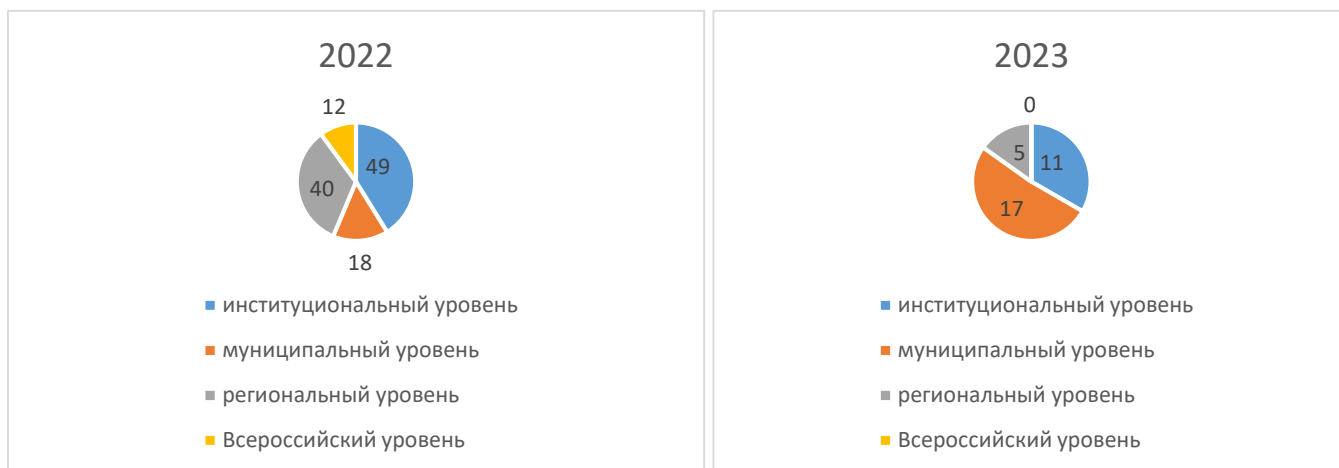 2022
12
49
40
18
институциональный уровень
муниципальный уровень
региональный уровень
Всероссийский уровень
2023
0
5
11
17
институциональный уровень
муниципальный уровень
региональный уровень
Всероссийский уровень